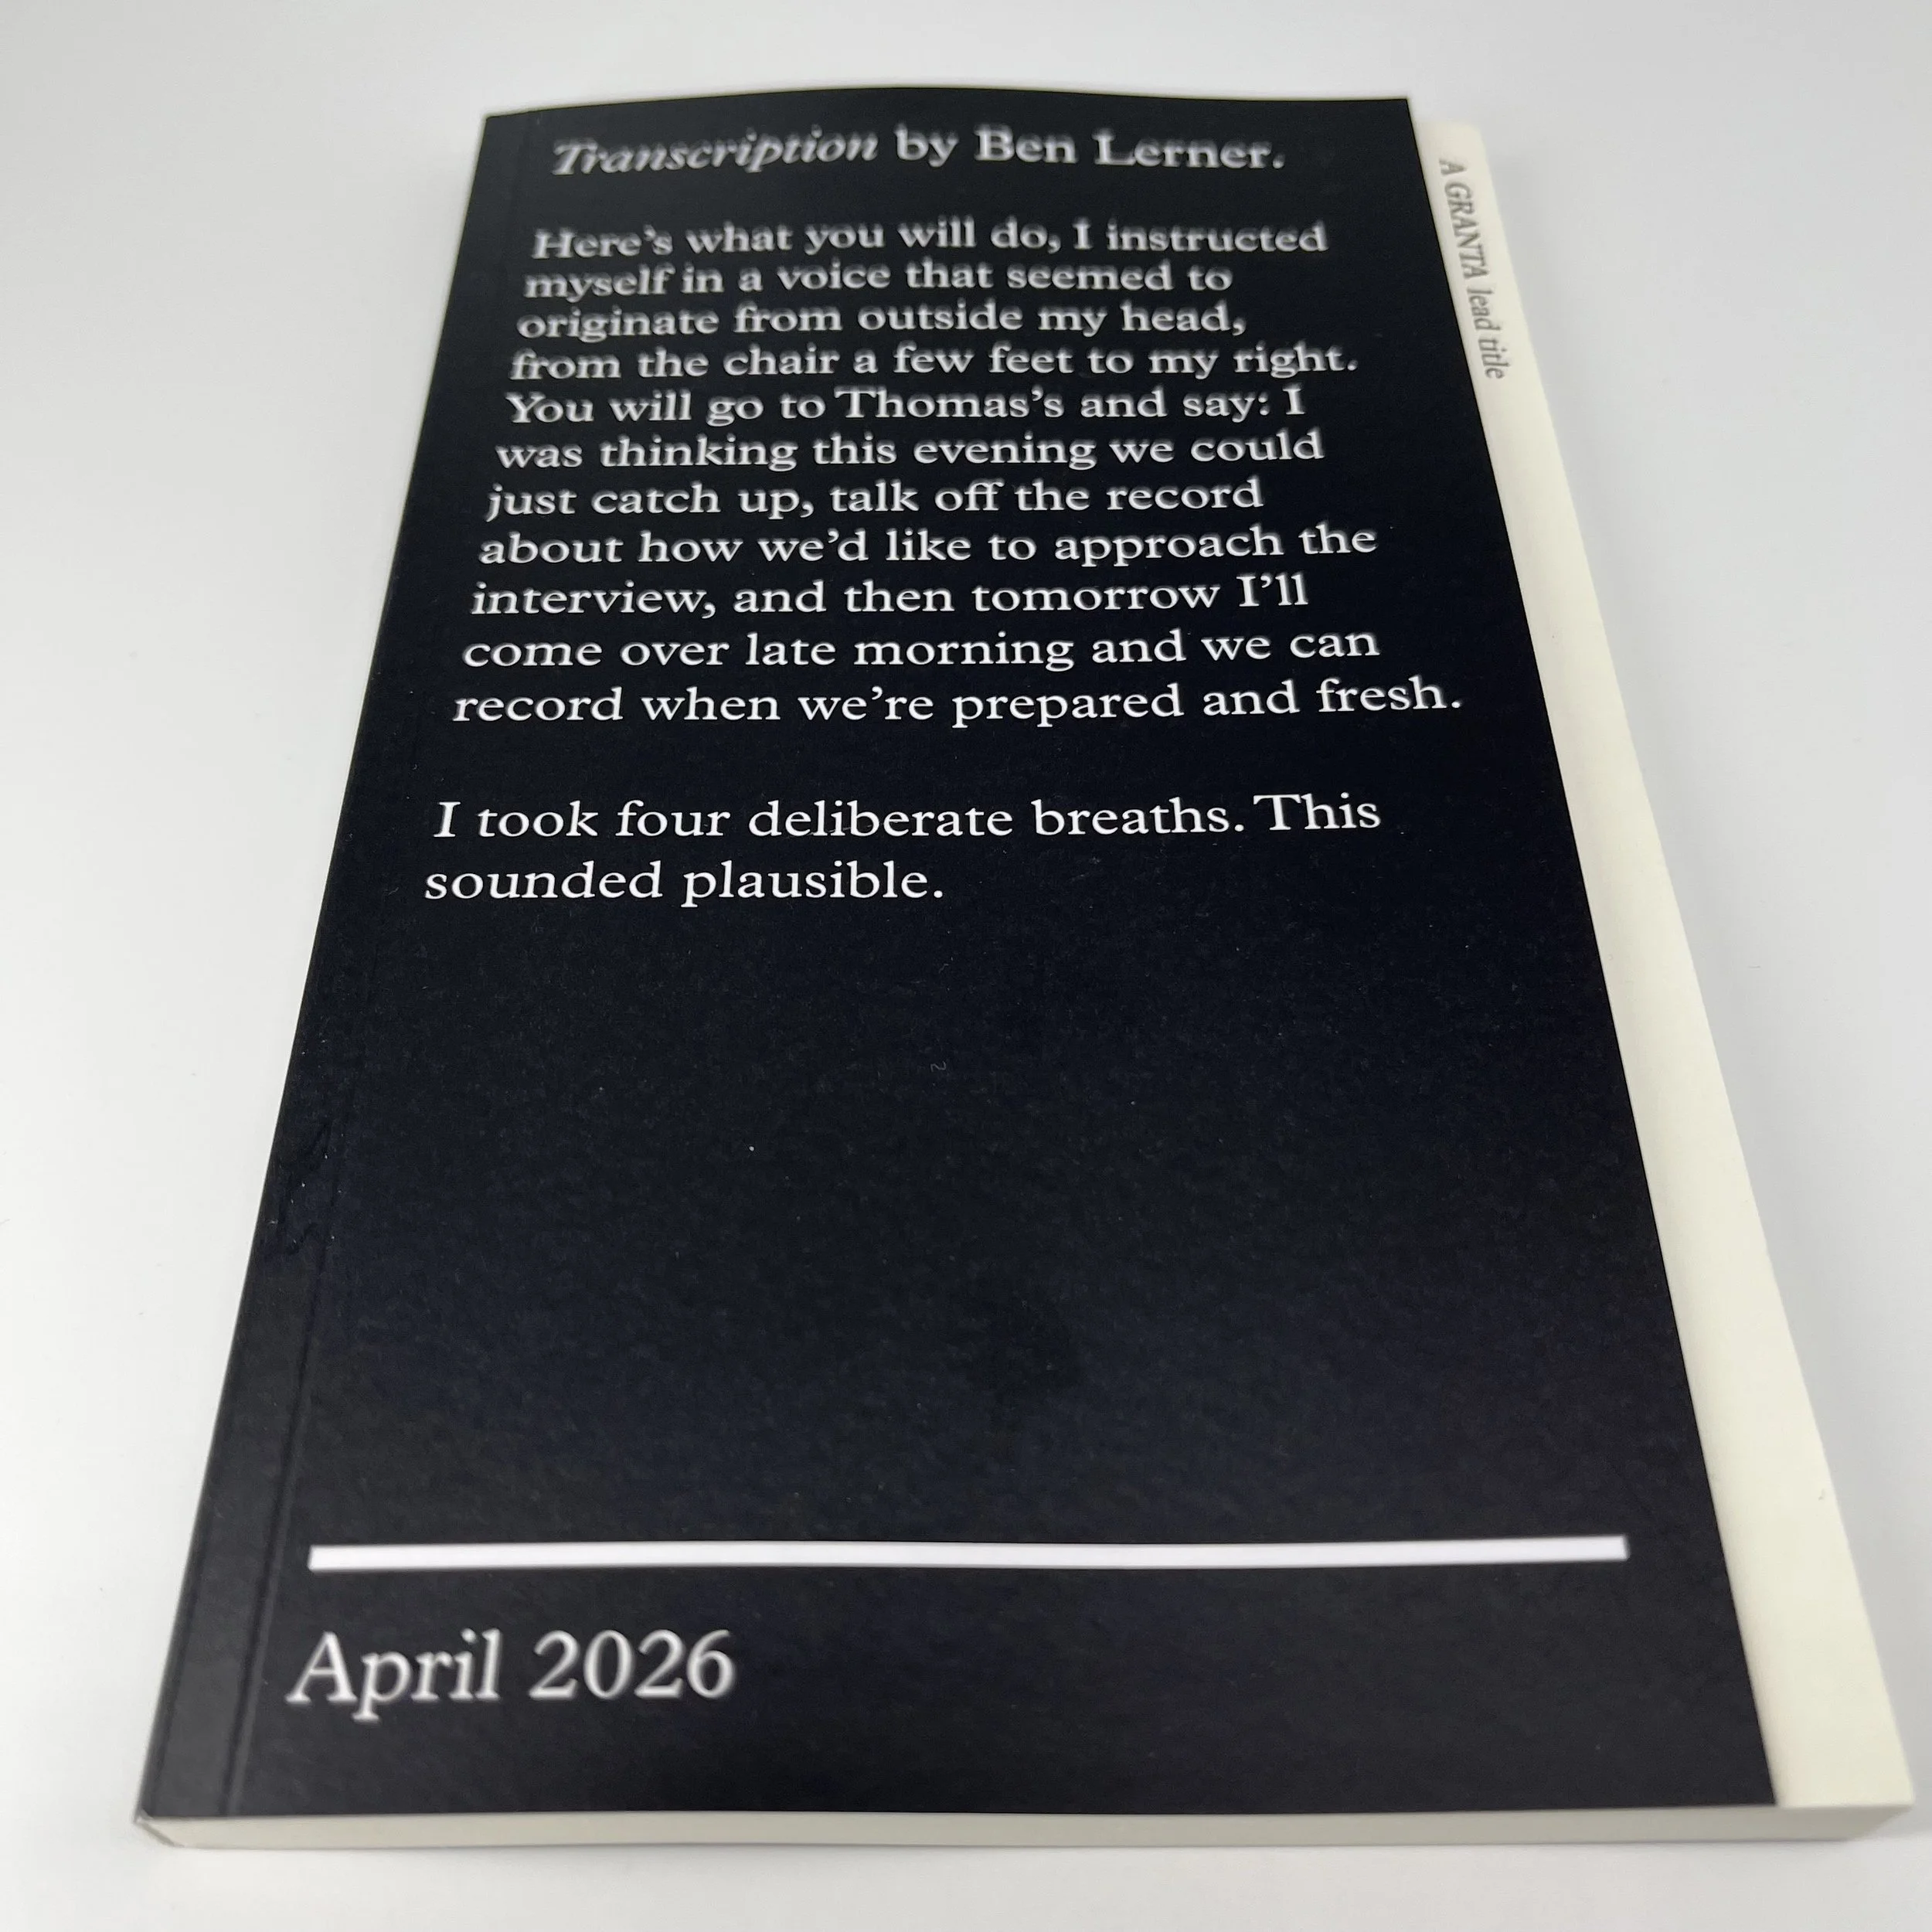 Transcription by Ben Lerner.
Here’s what you will do, I instructed
myself in a voice that seemed to
originate from outside my head,
from the chair a few feet to my right.
You will go to Thomas’s and say: I
was thinking this evening we could
just catch up, talk off the record
about how we’d like to approach the
interview, and then tomorrow I’ll
come over late morning and we can
record when we’re prepared and fresh.
I took four deliberate breaths. This
sounded plausible.
April 2026
A GRANTA lead title